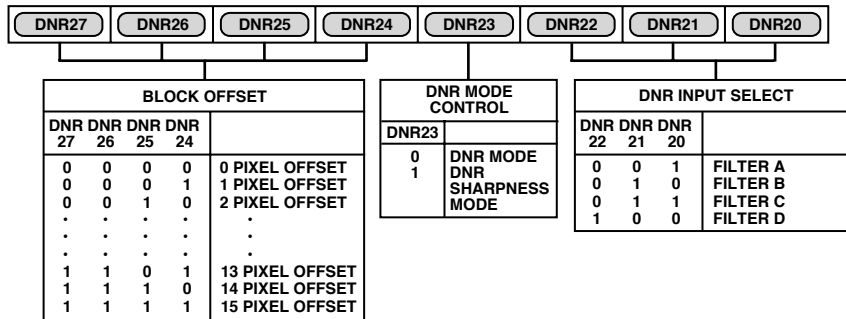 DNR27 DNR26 DNR25 DNR24 DNR23 DNR22 DNR21 DNR20
BLOCK OFFSET
DNR DNR DNR DNR
27 26 25 24
0 0 0 0 0 PIXEL OFFSET
0 0 0 1 1 PIXEL OFFSET
0 0 1 0 2 PIXEL OFFSET
. . . . .
. . . . .
. . . . .
1 1 0 1 13 PIXEL OFFSET
1 1 1 0 14 PIXEL OFFSET
1 1 1 1 15 PIXEL OFFSET
DNR MODE
CONTROL
DNR23
0 DNR MODE
1 DNR
SHARPNESS
MODE
DNR INPUT SELECT
DNR DNR DNR
22 21 20
0 0 1 FILTER A
0 1 0 FILTER B
0 1 1 FILTER C
1 0 0 FILTER D